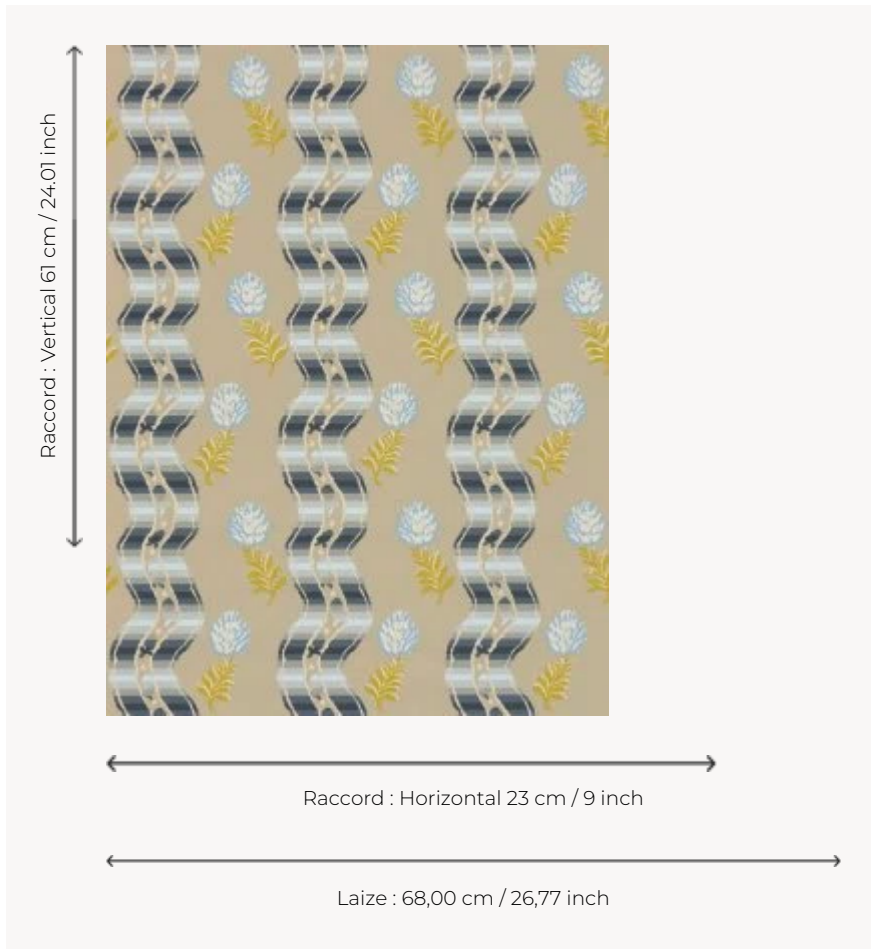 Raccord : Vertical 61 cm / 24.01 inch
Raccord : Horizontal 23 cm / 9 inch
Laize : 68,00 cm / 26,77 inch